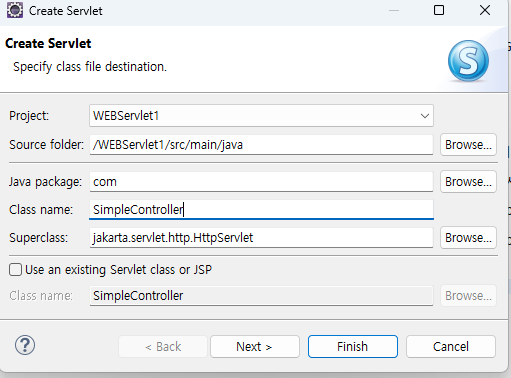 Create Servlet
Create Servlet
Specify class file destination.
S
Project: WEBServlet1
Source folder: /WEBServlet1/src/main/java Browse...
Java package: com Browse...
Class name: SimpleController
Superclass: jakarta.servlet.http.HttpServlet Browse...
Use an existing Servlet class or JSP
Class name: SimpleController Browse...
? < Back Next > Finish Cancel